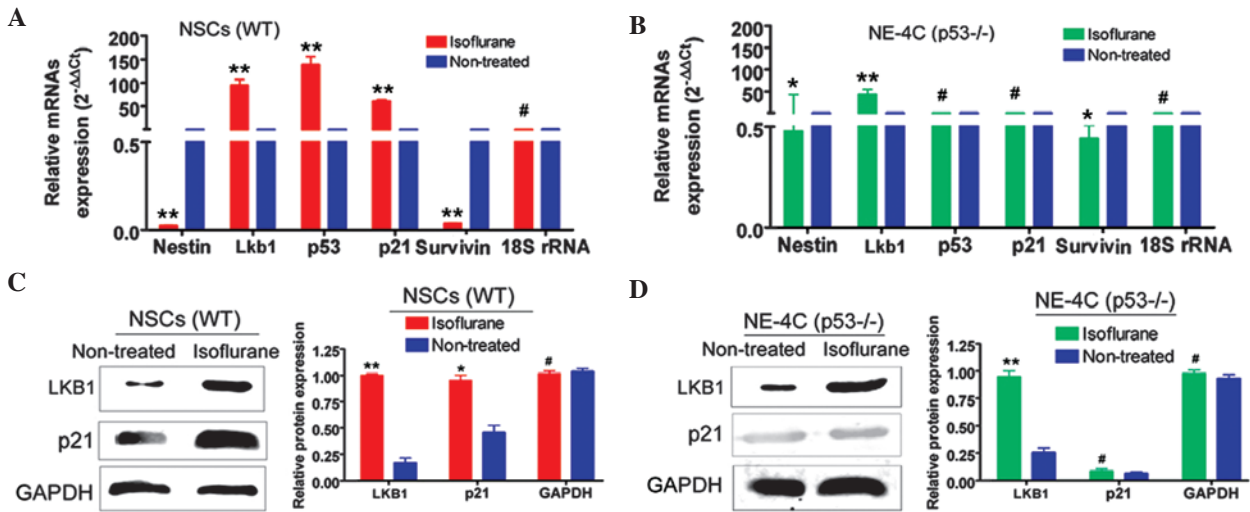 A
NSCs (WT)
Relative mRNAs
expression (2^-ΔΔCt)
200
150
100
50
0.5
0.0
Isoflurane
Non-treated
** ** ** ** ** #
Nestin Lkb1 p53 p21 Survivin 18S rRNA
B
NE-4C (p53-/-)
Relative mRNAs
expression (2^-ΔΔCt)
200
150
100
50
0.5
0.0
Isoflurane
Non-treated
* ** # # * #
Nestin Lkb1 p53 p21 Survivin 18S rRNA
C
NSCs (WT)
Non-treated Isoflurane
LKB1
p21
GAPDH
NSCs (WT)
Isoflurane
Non-treated
Relative protein expression
1.25
1.00
0.75
0.50
0.25
0.00
** * #
LKB1 p21 GAPDH
D
NE-4C (p53-/-)
Non-treated Isoflurane
LKB1
p21
GAPDH
NE-4C (p53-/-)
Isoflurane
Non-treated
Relative protein expression
1.25
1.00
0.75
0.50
0.25
0.00
** # #
LKB1 p21 GAPDH